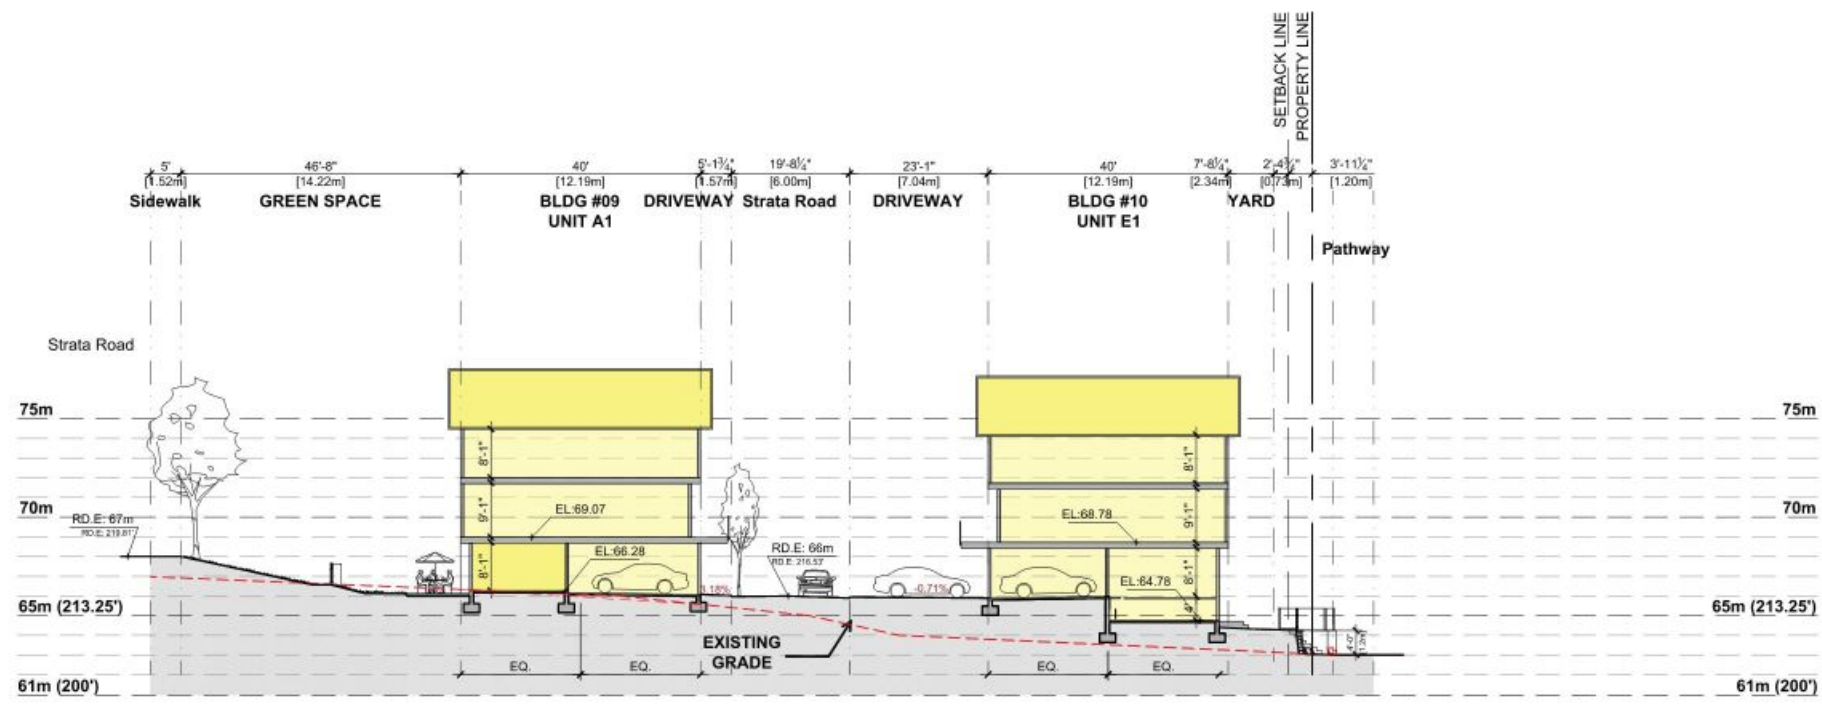 SETBACK LINE
PROPERTY LINE
5' 46'-8" 40' 5'-1¾" 19'-8¼" 23'-1" 40' 7'-8¼" 2'-4¾" 3'-11¼"
[1.52m] [14.22m] [12.19m] [1.57m] [6.00m] [7.04m] [12.19m] [2.34m] [0.73m] [1.20m]
Sidewalk GREEN SPACE BLDG #09 DRIVEWAY Strata Road DRIVEWAY BLDG #10 YARD
UNIT A1 UNIT E1
Pathway
Strata Road
75m 75m
8'-1" 8'-1"
70m 70m
RD.E: 67m
EL:69.07 EL:68.78
9'-1" 9'-1"
EL:66.28 RD.E: 66m
RD.E: 216.53'
8'-1" 8'-1"
EL:64.78
-0.71%
4'
65m (213.25') 65m (213.25')
EXISTING
GRADE
4'-0"
EQ. EQ. EQ. EQ.
61m (200') 61m (200')